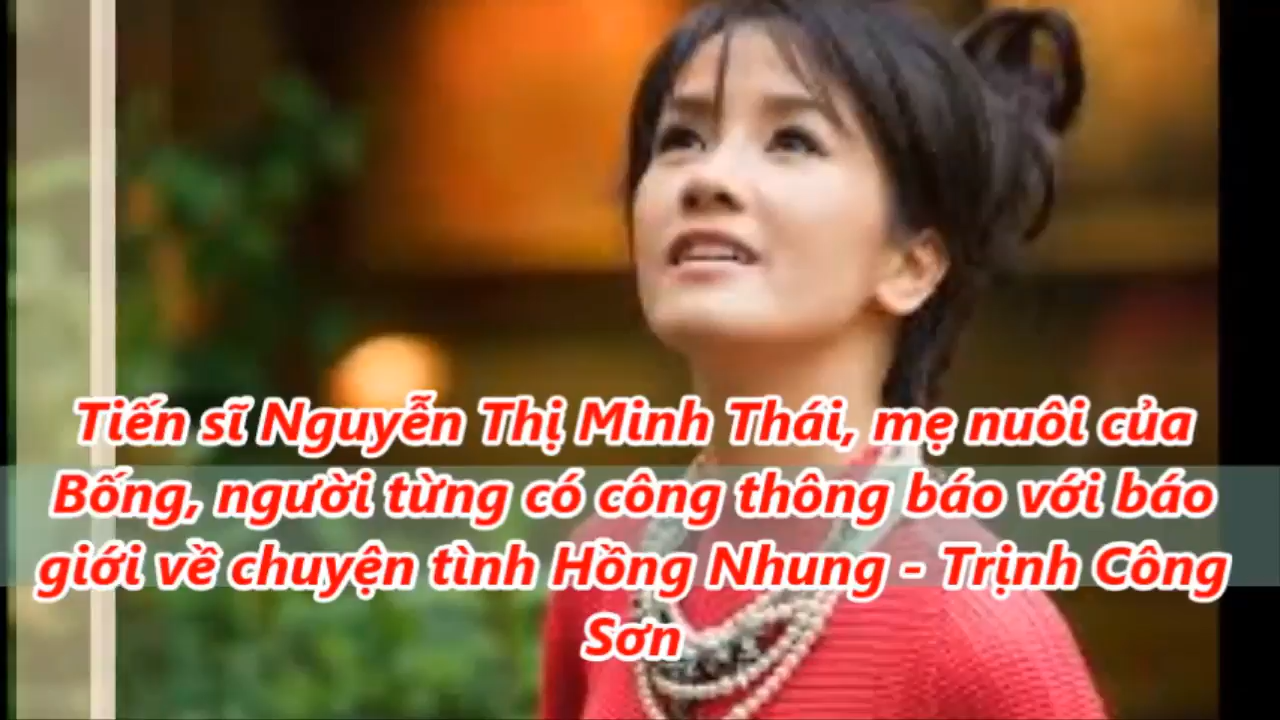 Tiến sĩ Nguyễn Thị Minh Thái, mẹ nuôi của
Bống, người từng có công thông báo với báo
giới về chuyện tình Hồng Nhung - Trịnh Công
Sơn